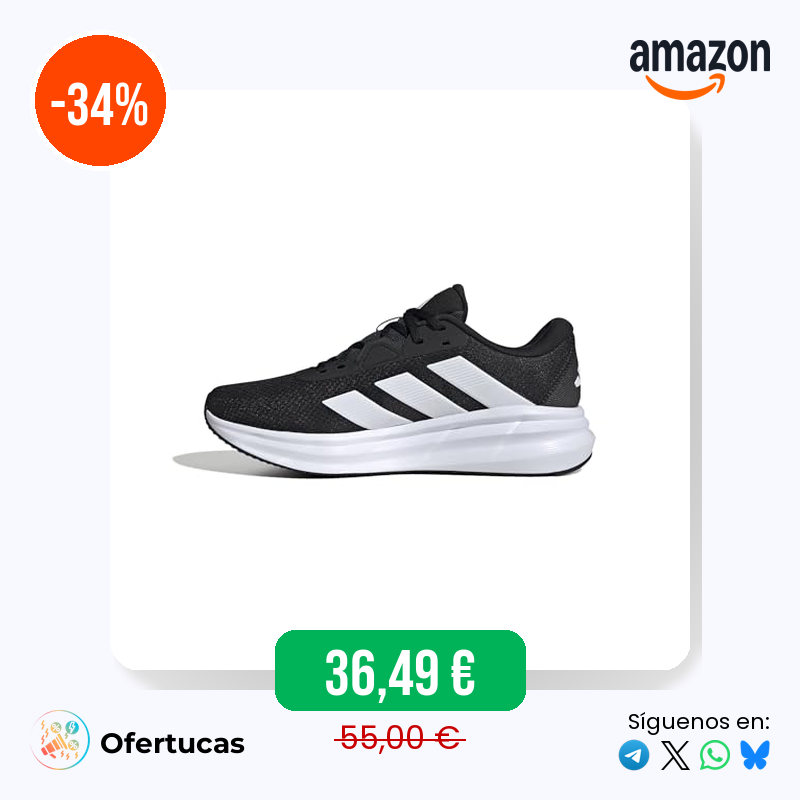 -34%
amazon
36,49 €
55,00 €
Ofertucas
Síguenos en: